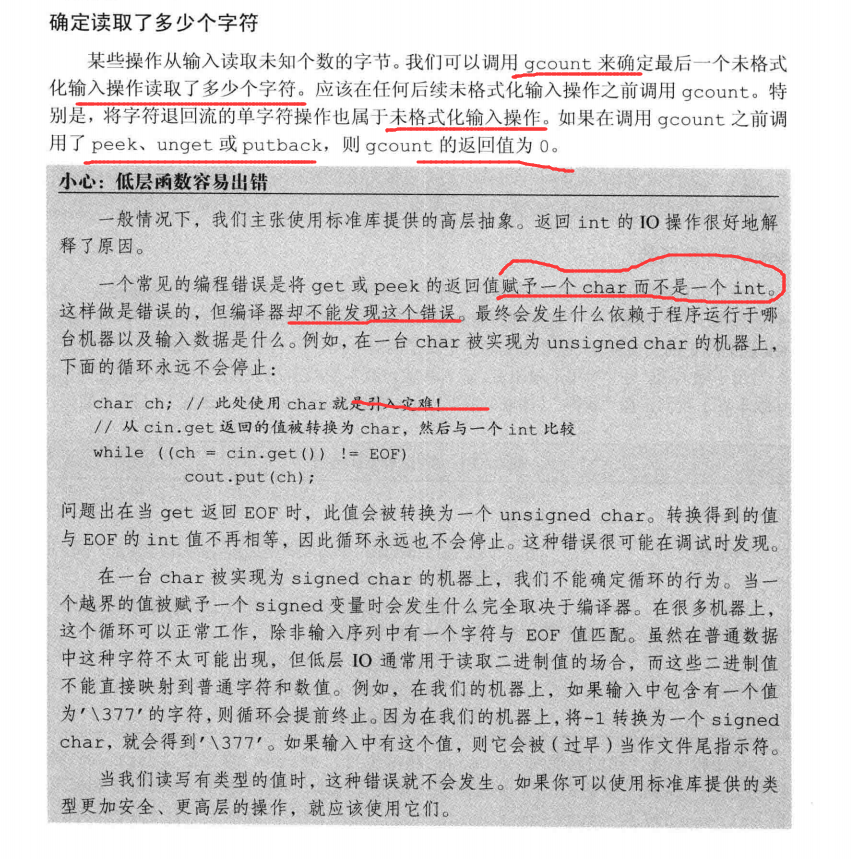 确定读取了多少个字符
某些操作从输入读取未知个数的字节。我们可以调用 gcount 来确定最后一个未格式
化输入操作读取了多少个字符。应该在任何后续未格式化输入操作之前调用 gcount。特
别是，将字符退回流的单字符操作也属于未格式化输入操作。如果在调用 gcount 之前调
用了 peek、unget 或 putback，则 gcount 的返回值为 0。
小心：低层函数容易出错
一般情况下，我们主张使用标准库提供的高层抽象。返回 int 的 IO 操作很好地解
释了原因。
一个常见的编程错误是将 get 或 peek 的返回值赋予一个 char 而不是一个 int。
这样做是错误的，但编译器却不能发现这个错误。最终会发生什么依赖于程序运行于哪
台机器以及输入数据是什么。例如，在一台 char 被实现为 unsigned char 的机器上，
下面的循环永远不会停止：
char ch; // 此处使用 char 就是引入灾难！
// 从 cin.get 返回的值被转换为 char，然后与一个 int 比较
while ((ch = cin.get()) != EOF)
cout.put(ch);
问题出在当 get 返回 EOF 时，此值会被转换为一个 unsigned char。转换得到的值
与 EOF 的 int 值不再相等，因此循环永远也不会停止。这种错误很可能在调试时发现。
在一台 char 被实现为 signed char 的机器上，我们不能确定循环的行为。当一
个越界的值被赋予一个 signed 变量时会发生什么完全取决于编译器。在很多机器上，
这个循环可以正常工作，除非输入序列中有一个字符与 EOF 值匹配。虽然在普通数据
中这种字符不太可能出现，但低层 IO 通常用于读取二进制值的场合，而这些二进制值
不能直接映射到普通字符和数值。例如，在我们的机器上，如果输入中包含有一个值
为'\377'的字符，则循环会提前终止。因为在我们的机器上，将-1 转换为一个 signed
char，就会得到'\377'。如果输入中有这个值，则它会被（过早）当作文件尾指示符。
当我们读写有类型的值时，这种错误就不会发生。如果你可以使用标准库提供的类
型更加安全、更高层的操作，就应该使用它们。